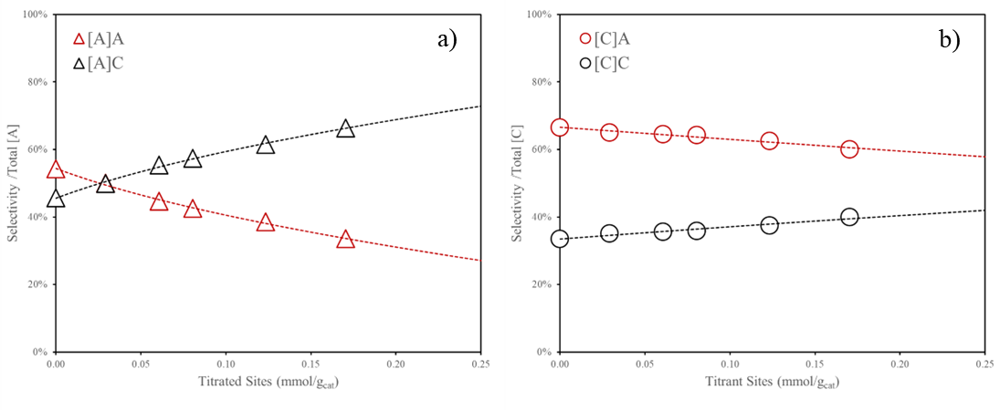 100%
80%
60%
40%
20%
0%
Selectivity /Total [A]
[A]A
[A]C
a)
0.00 0.05 0.10 0.15 0.20 0.25
Titrated Sites (mmol/gcat)
100%
80%
60%
40%
20%
0%
Selectivity /Total [C]
[C]A
[C]C
b)
0.00 0.05 0.10 0.15 0.20 0.25
Titrant Sites (mmol/gcat)